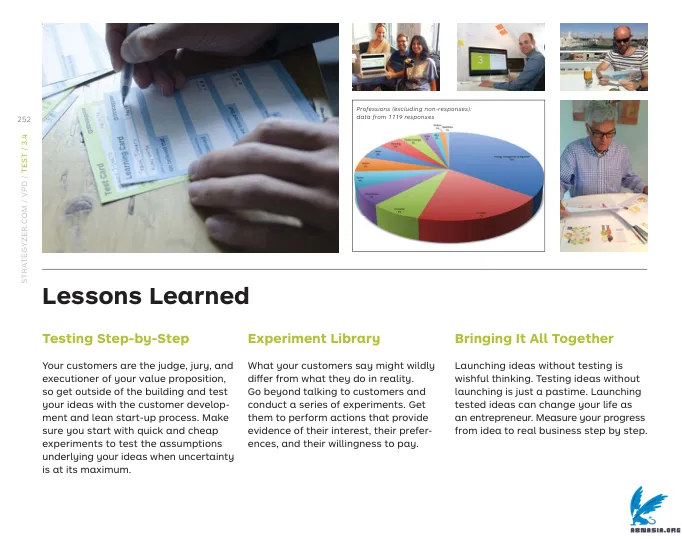 252
STRATEGYZER.COM / VPD / TEST / 3.4
Test Card
Learning Card
3
Professions (excluding non-responses):
data from 1119 responses
Lessons Learned
Testing Step-by-Step
Your customers are the judge, jury, and
executioner of your value proposition,
so get outside of the building and test
your ideas with the customer develop-
ment and lean start-up process. Make
sure you start with quick and cheap
experiments to test the assumptions
underlying your ideas when uncertainty
is at its maximum.
Experiment Library
What your customers say might wildly
differ from what they do in reality.
Go beyond talking to customers and
conduct a series of experiments. Get
them to perform actions that provide
evidence of their interest, their prefer-
ences, and their willingness to pay.
Bringing It All Together
Launching ideas without testing is
wishful thinking. Testing ideas without
launching is just a pastime. Launching
tested ideas can change your life as
an entrepreneur. Measure your progress
from idea to real business step by step.
ABMASIA.ORG